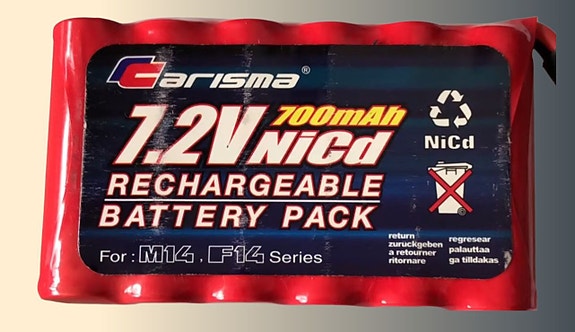 Carisma®
7.2V 700mAh NiCd
RECHARGEABLE
BATTERY PACK
For : M14 , F14 Series
NiCd
return
zurückgeben
a retourner
ritornare
regresear
palauttaa
ga tilldakas